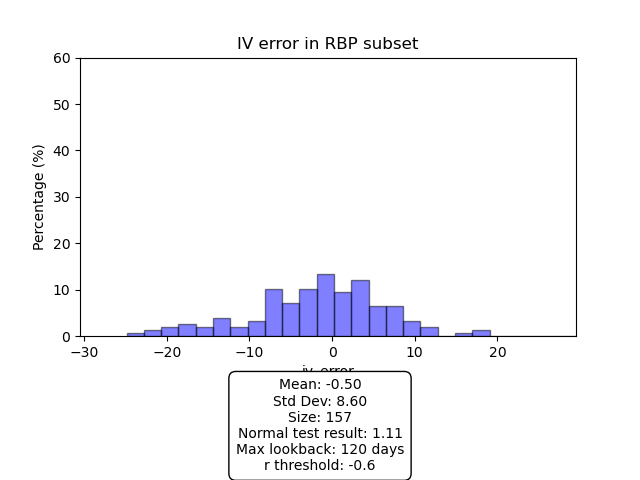 IV error in RBP subset
60
50
40
30
20
10
0
Percentage (%)
−30 −20 −10 0 10 20
iv_error
Mean: -0.50
Std Dev: 8.60
Size: 157
Normal test result: 1.11
Max lookback: 120 days
r threshold: -0.6